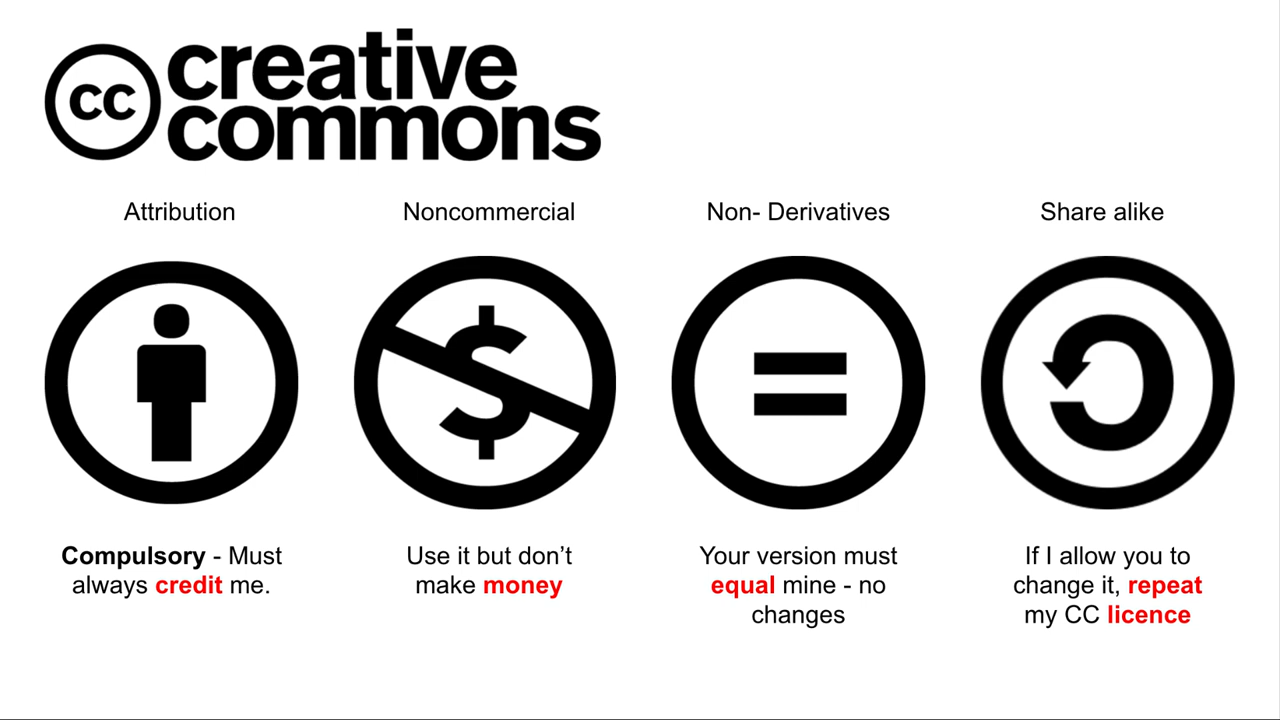 cc creative
commons
Attribution
Noncommercial
Non- Derivatives
Share alike
$
=
Compulsory - Must
always credit me.
Use it but don’t
make money
Your version must
equal mine - no
changes
If I allow you to
change it, repeat
my CC licence